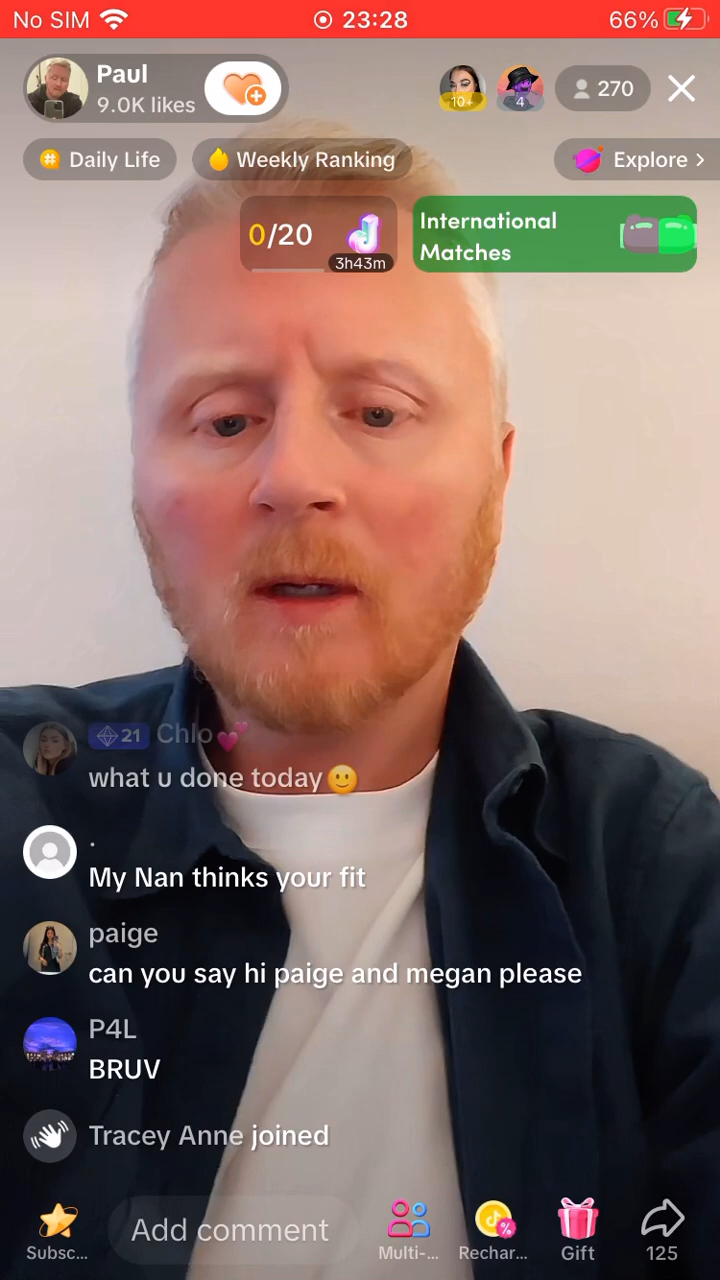 No SIM 23:28 66%
Paul
9.0K likes
10+ 4 270
# Daily Life Weekly Ranking Explore >
0/20 International
Matches
3h43m
21 Chlo💕
what u done today🙂
.
My Nan thinks your fit
paige
can you say hi paige and megan please
P4L
BRUV
Tracey Anne joined
Add comment
Subsc... Multi-... Rechar... Gift 125